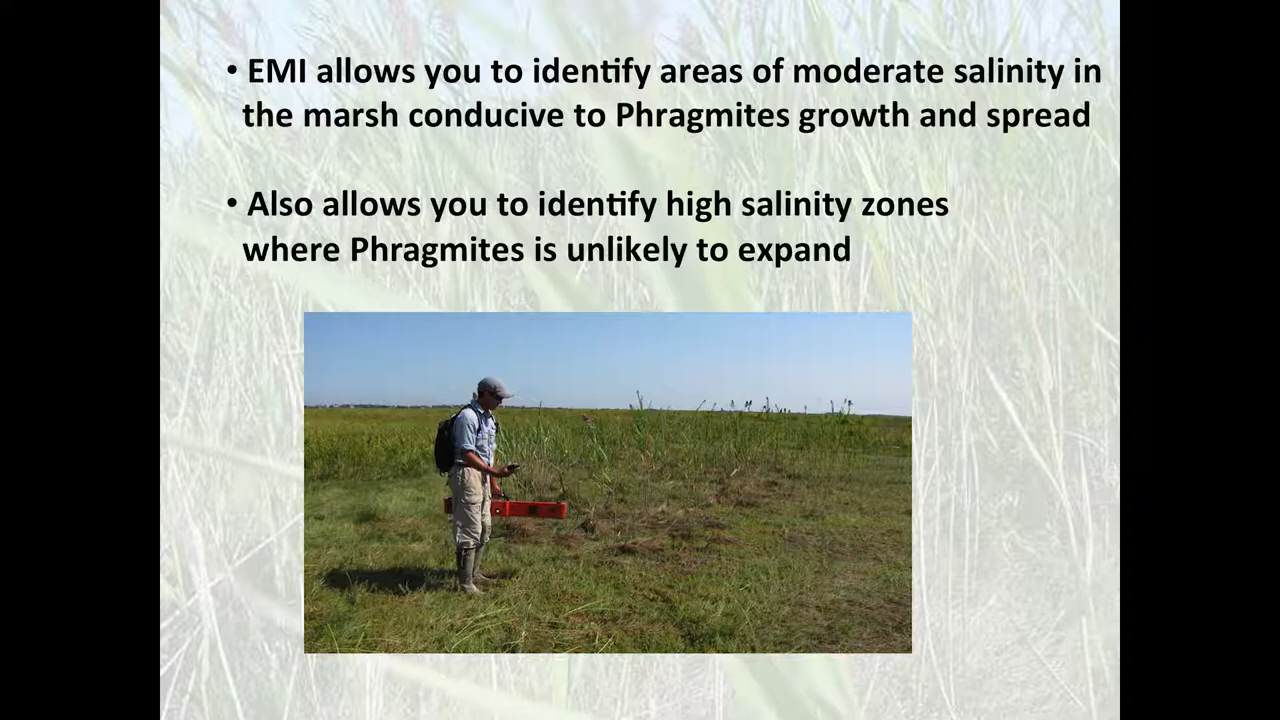 • EMI allows you to identify areas of moderate salinity in
the marsh conducive to Phragmites growth and spread
• Also allows you to identify high salinity zones
where Phragmites is unlikely to expand